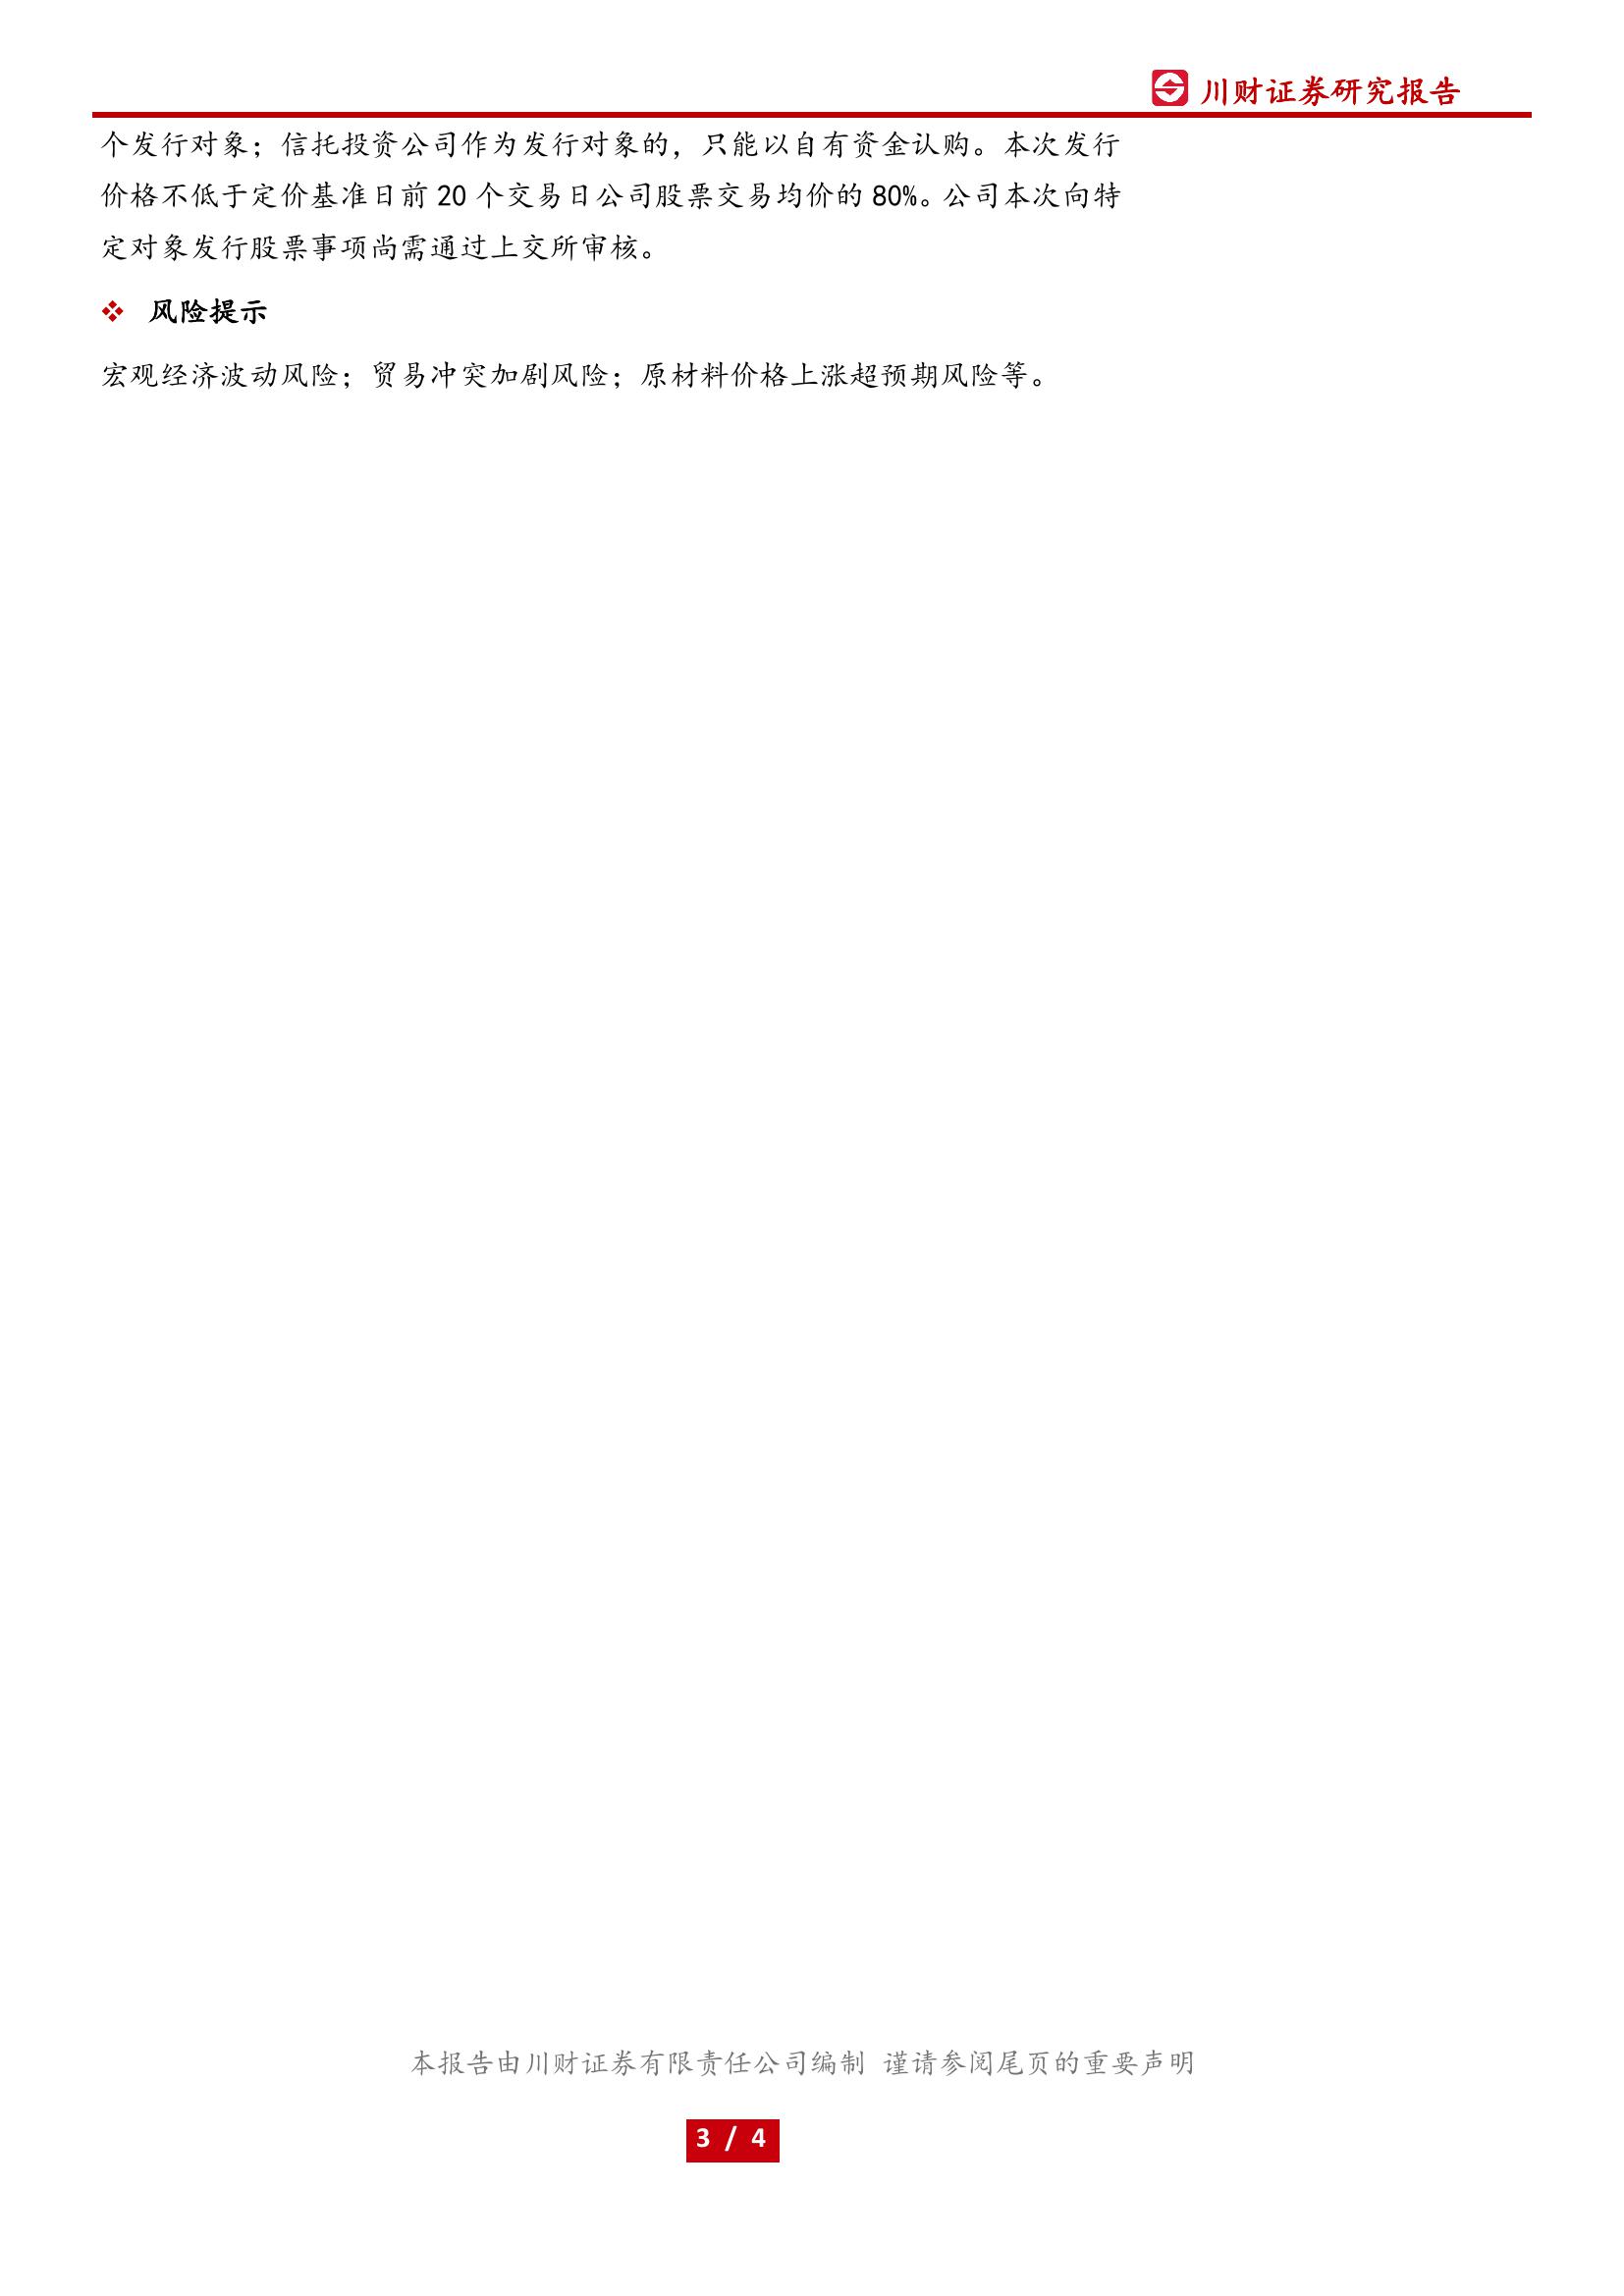 川财证券研究报告
个发行对象；信托投资公司作为发行对象的，只能以自有资金认购。本次发行
价格不低于定价基准日前 20 个交易日公司股票交易均价的 80%。公司本次向特
定对象发行股票事项尚需通过上交所审核。
❖ 风险提示
宏观经济波动风险；贸易冲突加剧风险；原材料价格上涨超预期风险等。
本报告由川财证券有限责任公司编制 谨请参阅尾页的重要声明
3 / 4